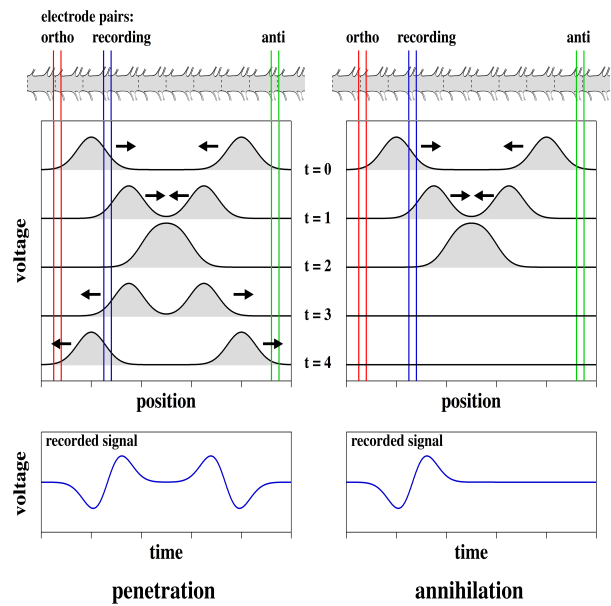 electrode pairs:
ortho recording anti
ortho recording anti
t = 0
t = 1
t = 2
t = 3
t = 4
voltage
position position
recorded signal recorded signal
voltage
time time
penetration annihilation